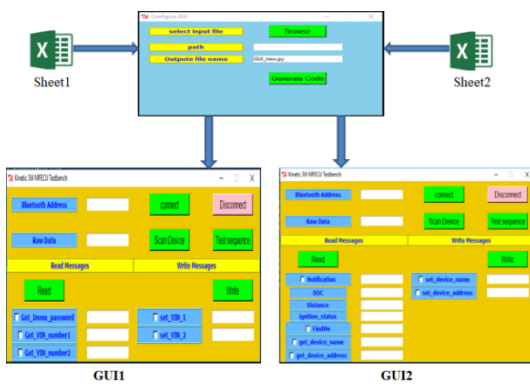 Configure GUI
select input file Browse
path
Outpute file name GUI_new.py
Generate Code
Sheet1 Sheet2
Kinetic 3W MFECU Testbench
Bluetooth Address connect Disconnect
Raw Data Scan Device Test sequence
Read Messages Write Messages
Read Write
Get_Immo_password set_VIN_1
Get_VIN_number1 set_VIN_2
Get_VIN_number2
GUI1
Kinetic 3W MFECU Testbench
Bluetooth Address connect Disconnect
Raw Data Scan Device Test sequence
Read Messages Write Messages
Read Write
Notification set_device_name
SOC set_device_address
Distance
ignition_status
FindMe
get_device_name
get_device_address
GUI2